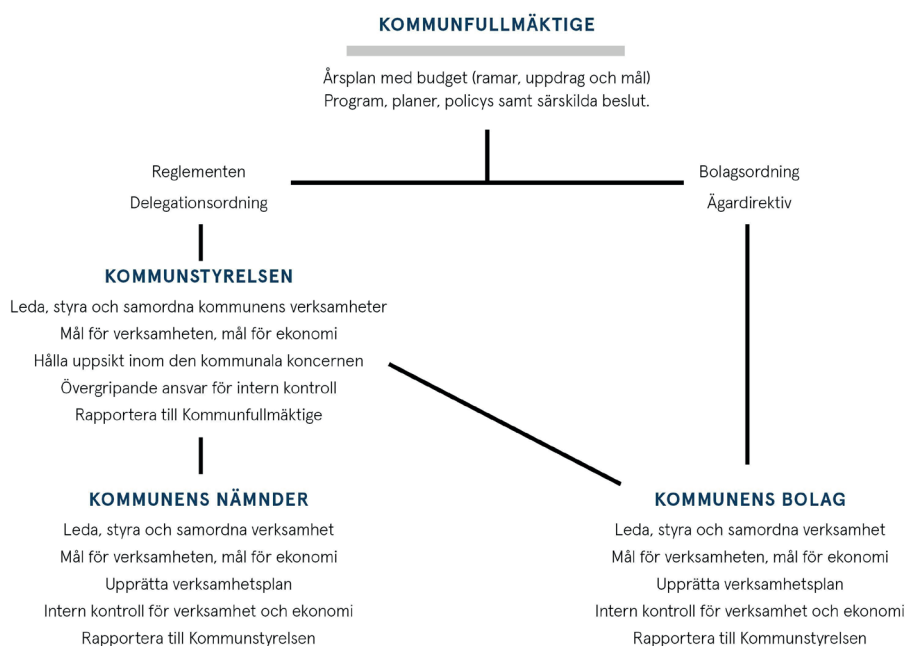 KOMMUNFULLMÄKTIGE
Årsplan med budget (ramar, uppdrag och mål)
Program, planer, policys samt särskilda beslut.
Reglementen
Delegationsordning
Bolagsordning
Ägardirektiv
KOMMUNSTYRELSEN
Leda, styra och samordna kommunens verksamheter
Mål för verksamheten, mål för ekonomi
Hålla uppsikt inom den kommunala koncernen
Övergripande ansvar för intern kontroll
Rapportera till Kommunfullmäktige
KOMMUNENS NÄMNDER
Leda, styra och samordna verksamhet
Mål för verksamheten, mål för ekonomi
Upprätta verksamhetsplan
Intern kontroll för verksamhet och ekonomi
Rapportera till Kommunstyrelsen
KOMMUNENS BOLAG
Leda, styra och samordna verksamhet
Mål för verksamheten, mål för ekonomi
Upprätta verksamhetsplan
Intern kontroll för verksamhet och ekonomi
Rapportera till Kommunstyrelsen